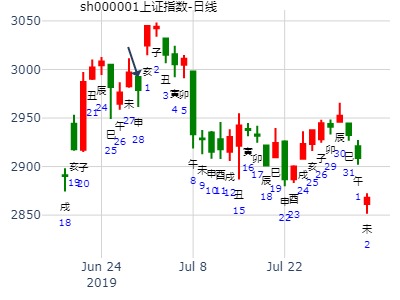 sh000001上证指数-日线
3050
3000
2950
2900
2850
戌
18
亥
19
子
20
丑
21
辰
24
巳
25
午
26
未
27
申
28
亥
1
子
2
丑
3
寅
4
卯
5
午
8
未
9
申
10
酉
11
戌
12
丑
15
寅
16
卯
17
辰
18
巳
19
申
22
酉
23
戌
24
亥
25
子
26
卯
29
辰
30
巳
31
午
1
未
2
Jun 24
2019
Jul 8
Jul 22